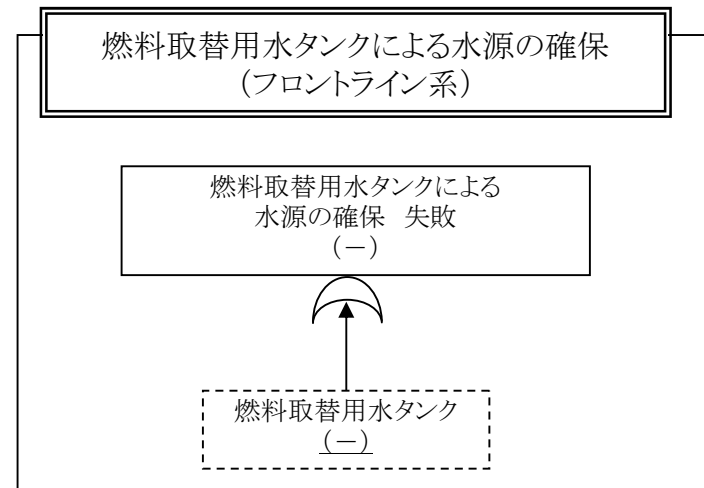 燃料取替用水タンクによる水源の確保
（フロントライン系）
燃料取替用水タンクによる
水源の確保　失敗
（－）
燃料取替用水タンク
（－）